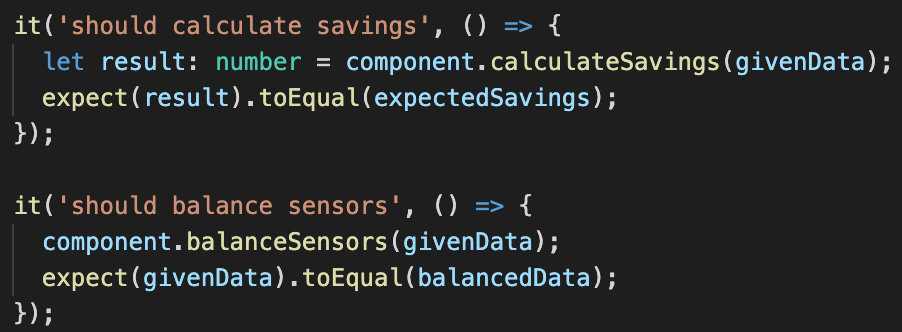 it('should calculate savings', () => {
  let result: number = component.calculateSavings(givenData);
  expect(result).toEqual(expectedSavings);
});

it('should balance sensors', () => {
  component.balanceSensors(givenData);
  expect(givenData).toEqual(balancedData);
});